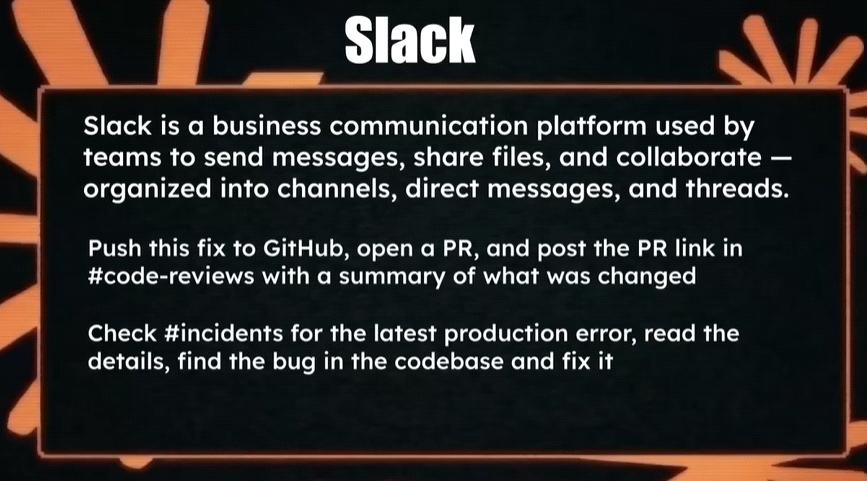 Slack
Slack is a business communication platform used by
teams to send messages, share files, and collaborate —
organized into channels, direct messages, and threads.
Push this fix to GitHub, open a PR, and post the PR link in
#code-reviews with a summary of what was changed
Check #incidents for the latest production error, read the
details, find the bug in the codebase and fix it